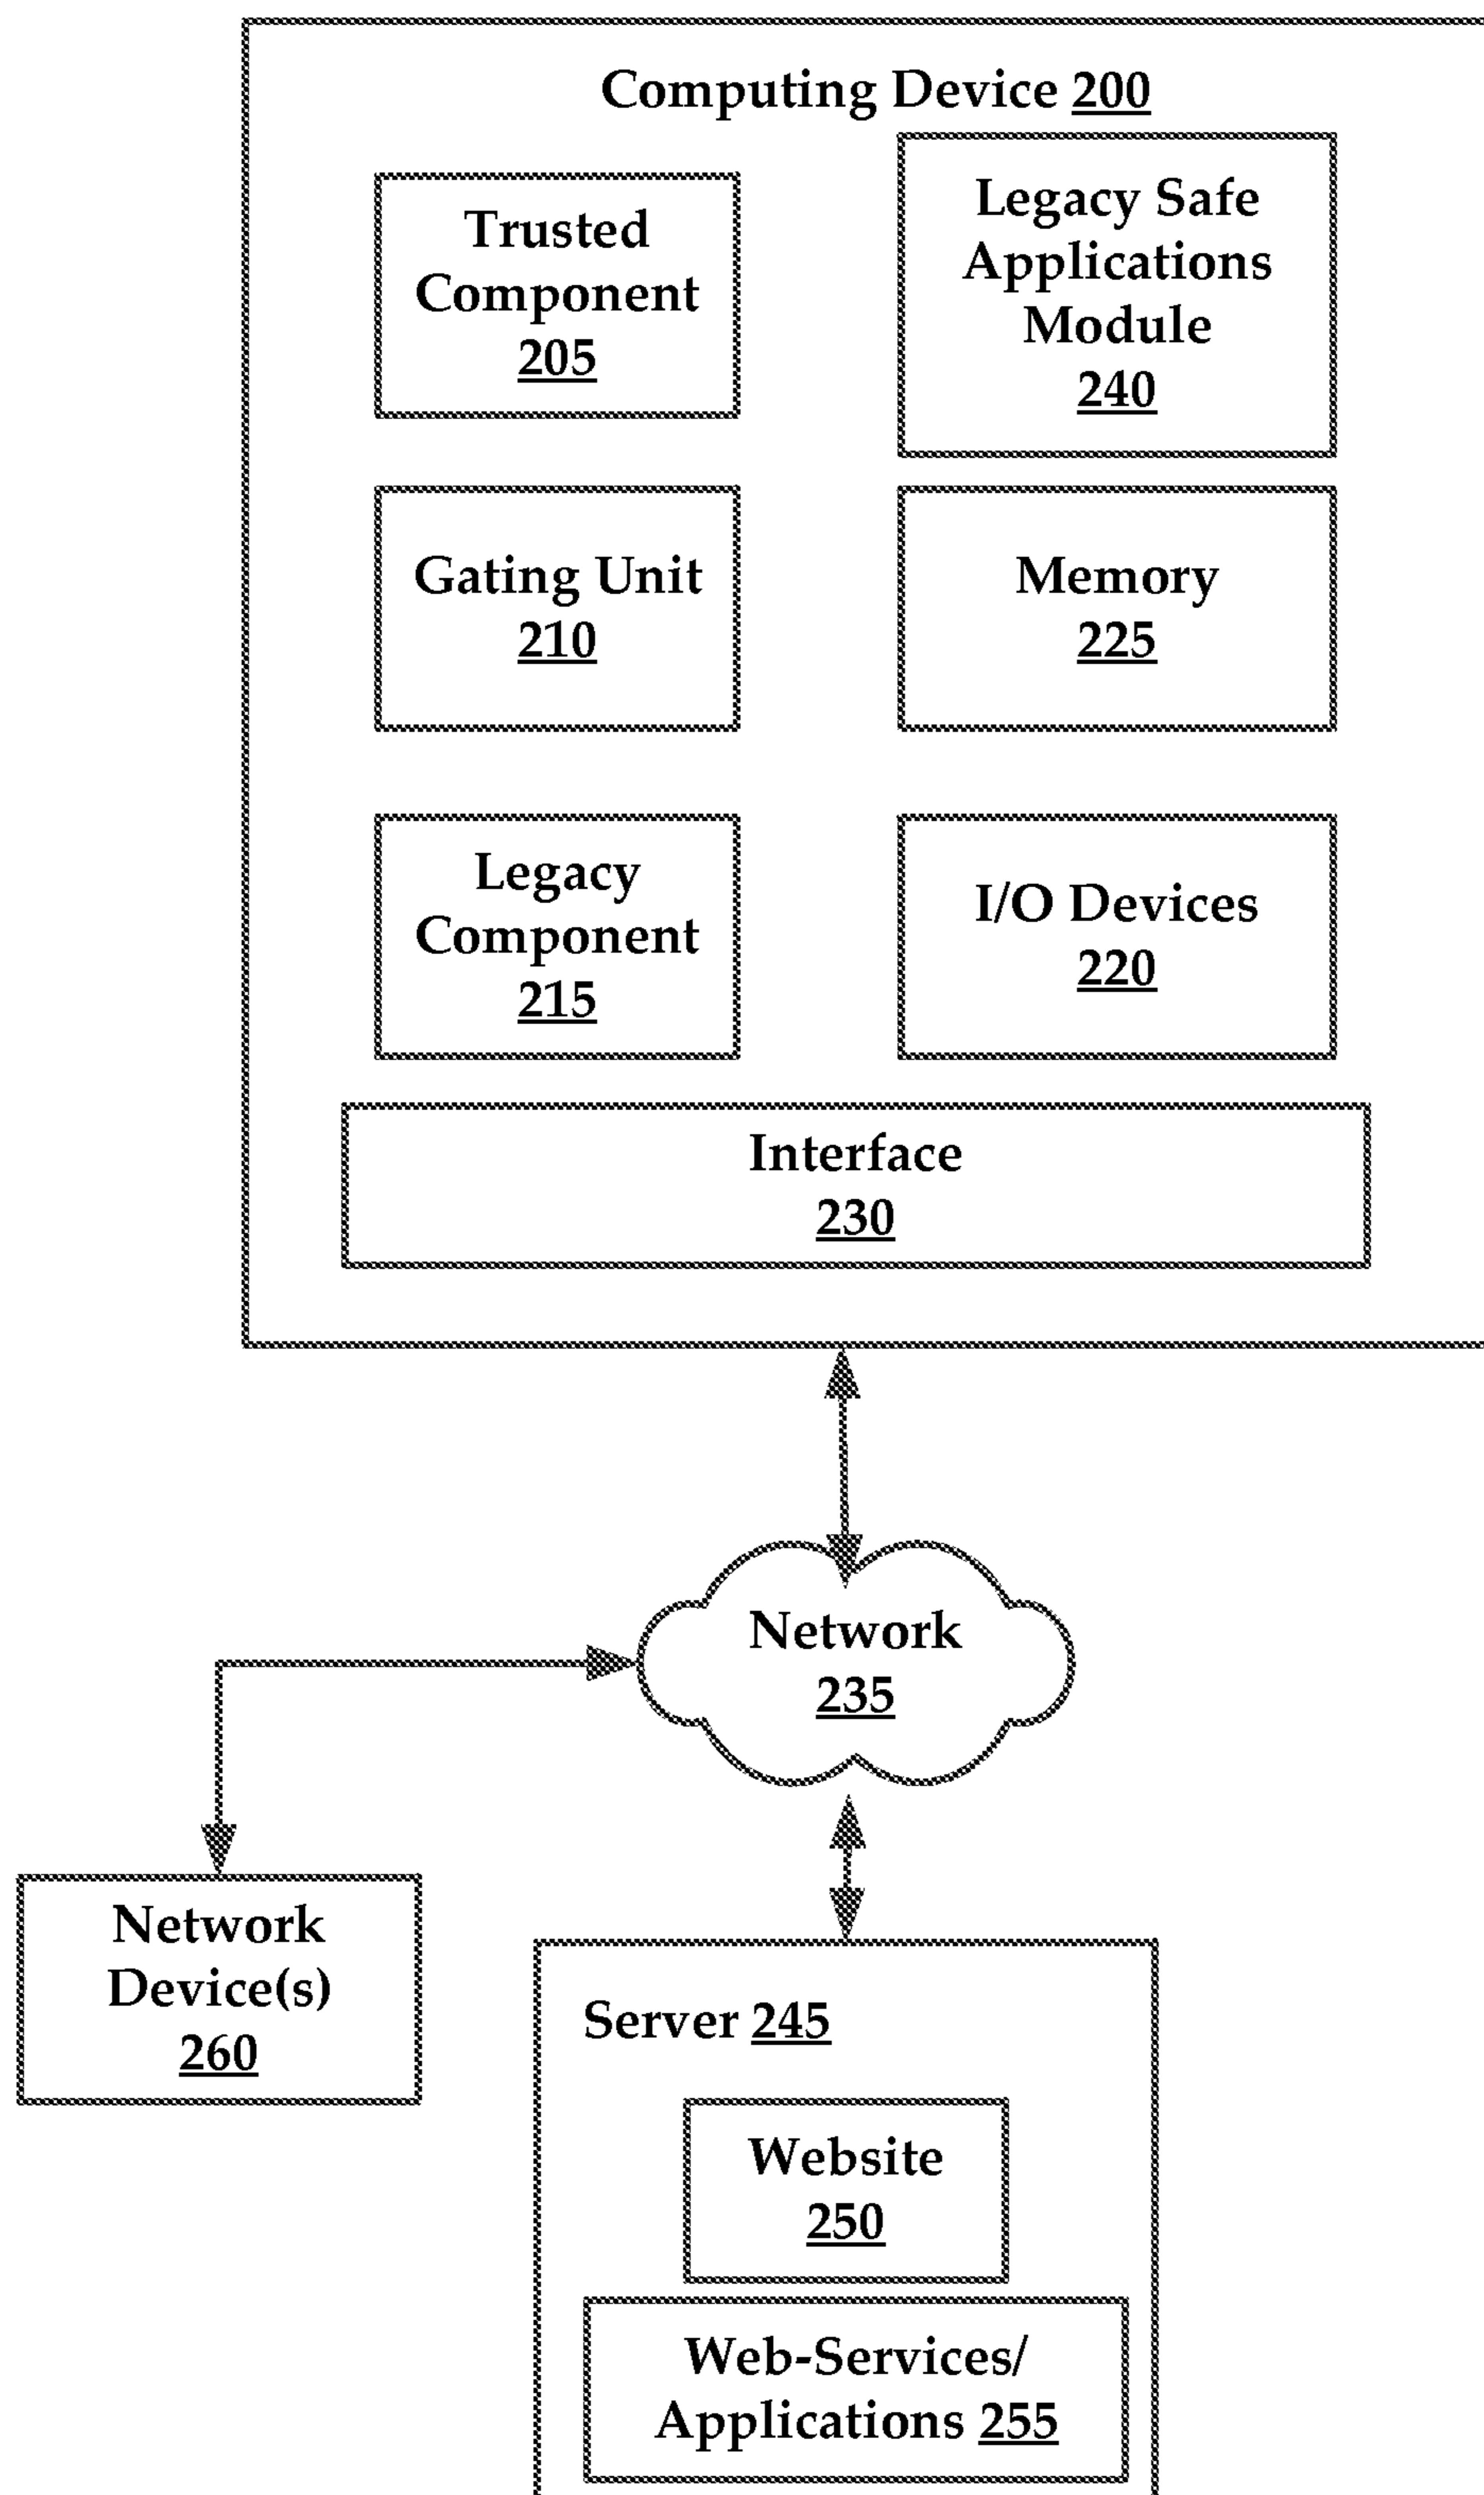 Computing Device 200
Trusted
Component
205
Legacy Safe
Applications
Module
240
Gating Unit
210
Memory
225
Legacy
Component
215
I/O Devices
220
Interface
230
Network
235
Network
Device(s)
260
Server 245
Website
250
Web-Services/
Applications 255